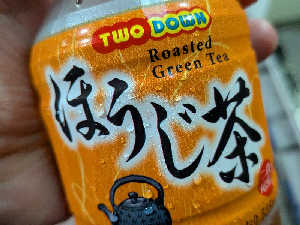 TWO DOWN
Roasted
Green Tea
ほうじ茶